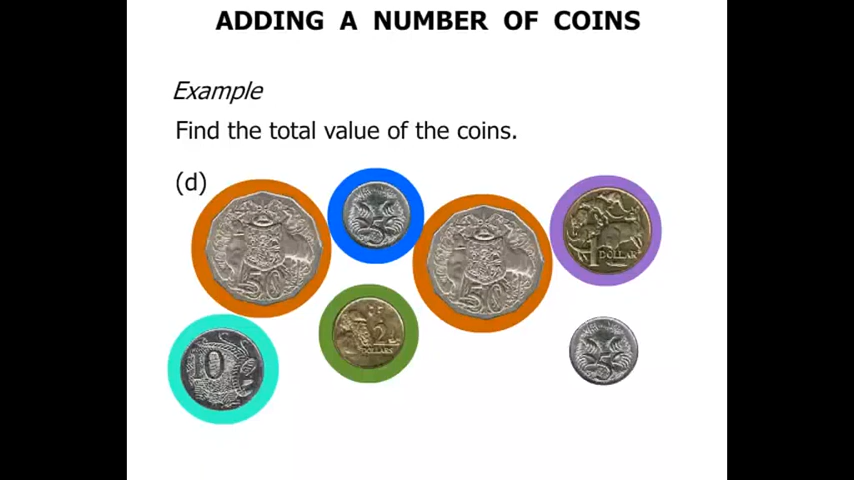 ADDING A NUMBER OF COINS
Example
Find the total value of the coins.
(d)
50
5
50
1
DOLLAR
10
2
DOLLARS
5